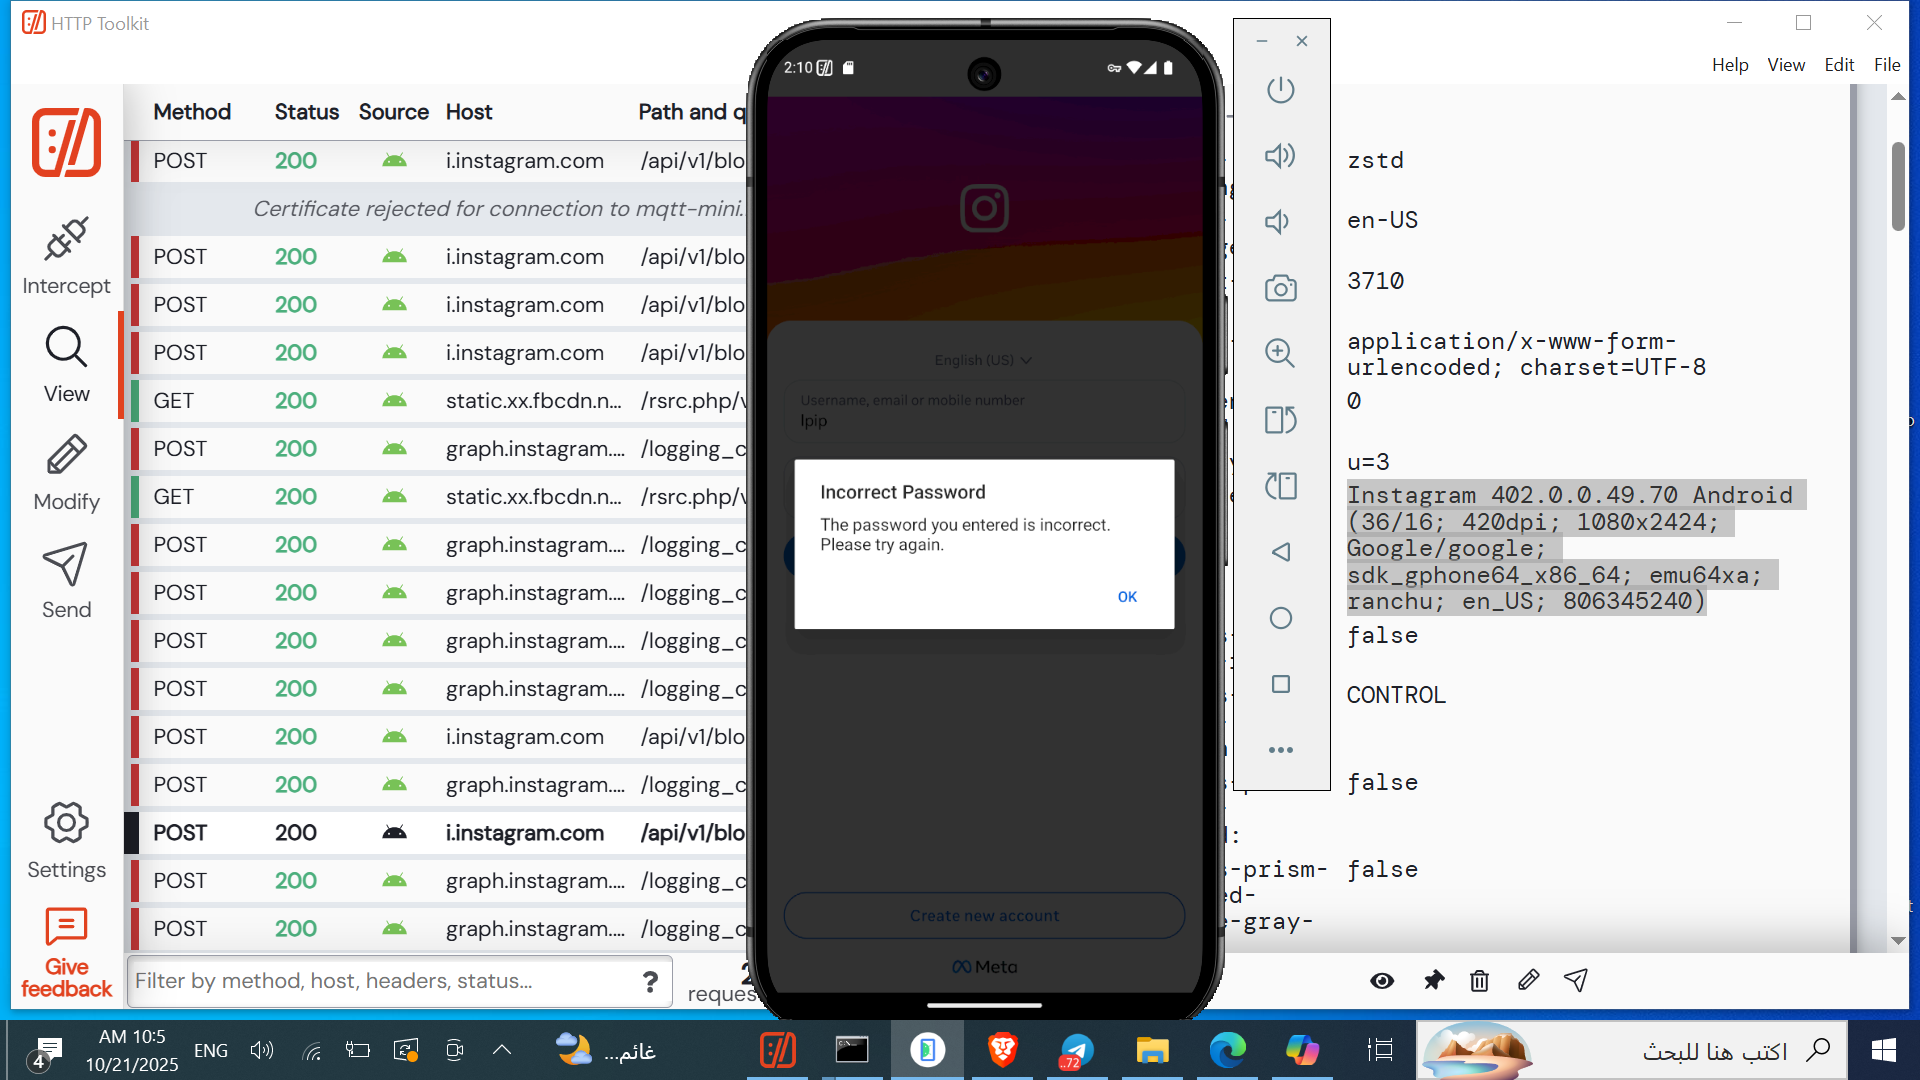 HTTP Toolkit
Help View Edit File
Method Status Source Host Path and q
POST 200 i.instagram.com /api/v1/blo
Certificate rejected for connection to mqtt-mini.
POST 200 i.instagram.com /api/v1/blo
POST 200 i.instagram.com /api/v1/blo
POST 200 i.instagram.com /api/v1/blo
GET 200 static.xx.fbcdn.n... /rsrc.php/v
POST 200 graph.instagram.... /logging_c
GET 200 static.xx.fbcdn.n... /rsrc.php/v
POST 200 graph.instagram.... /logging_c
POST 200 graph.instagram.... /logging_c
POST 200 graph.instagram.... /logging_c
POST 200 graph.instagram.... /logging_c
POST 200 i.instagram.com /api/v1/blo
POST 200 graph.instagram.... /logging_c
POST 200 i.instagram.com /api/v1/blo
POST 200 graph.instagram.... /logging_c
POST 200 graph.instagram.... /logging_c
Intercept
View
Modify
Send
Settings
Give
feedback
Filter by method, host, headers, status...
?
reques
2:10
English (US)
Username, email or mobile number
lpip
Incorrect Password
The password you entered is incorrect.
Please try again.
OK
Create new account
Meta
zstd
en-US
3710
application/x-www-form-
urlencoded; charset=UTF-8
0
u=3
Instagram 402.0.0.49.70 Android
(36/16; 420dpi; 1080x2424;
Google/google;
sdk_gphone64_x86_64; emu64xa;
ranchu; en_US; 806345240)
false
CONTROL
false
d:
s-prism- false
ed-
e-gray-
4
AM 10:5
10/21/2025
ENG
غائم...
..72
اكتب هنا للبحث